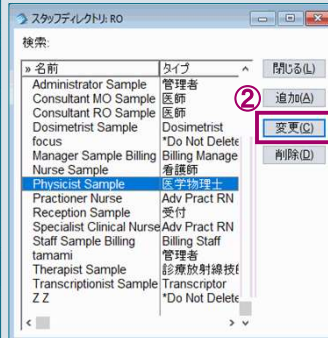 スタッフディレクトリ: RO
検索:
» 名前 タイプ
Administrator Sample 管理者
Consultant MO Sample 医師
Consultant RO Sample 医師
Dosimetrist Sample Dosimetrist
focus *Do Not Delete
Manager Sample Billing Billing Manage
Nurse Sample 看護師
Physicist Sample 医学物理士
Practioner Nurse Adv Pract RN
Reception Sample 受付
Specialist Clinical Nurse Adv Pract RN
Staff Sample Billing Billing Staff
tamami 管理者
Therapist Sample 診療放射線技
Transcriptionist Sample Transcriptor
Z Z *Do Not Delete
閉じる(L)
② 追加(A)
変更(C)
削除(D)